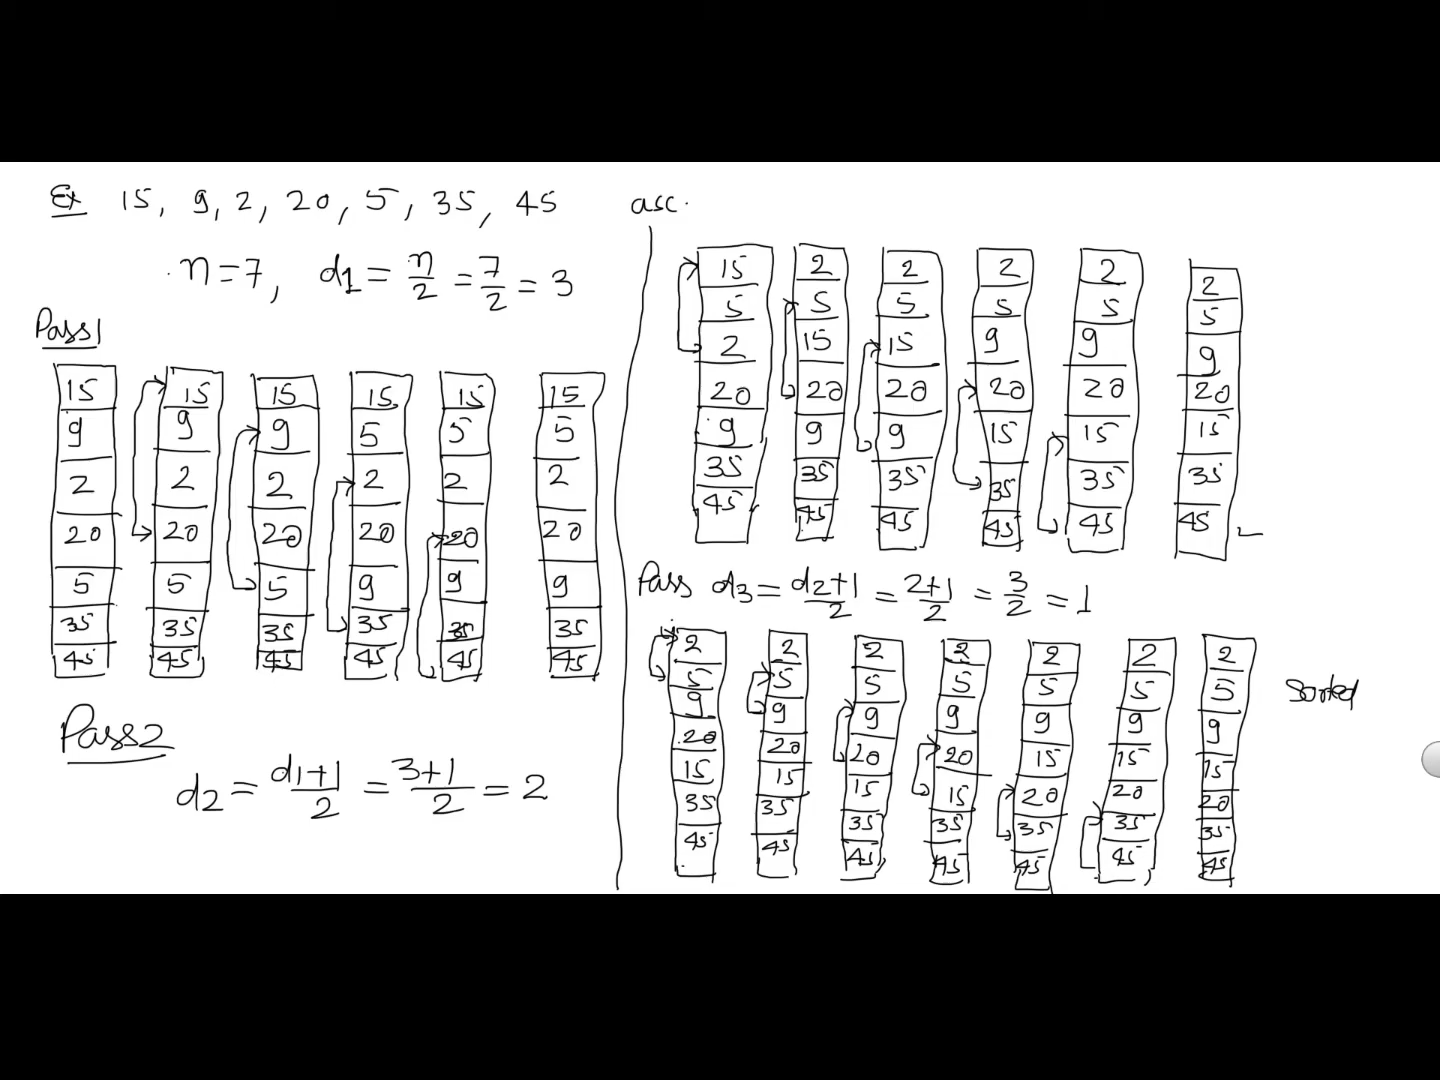 Ex 15, 9, 2, 20, 5, 35, 45 asc.
n=7, d1 = n/2 = 7/2 = 3
Pass1
15 15 15 15 15 15
9 9 9 5 5 5
2 2 2 2 2 2
20 20 20 20 20 20
5 5 5 9 9 9
35 35 35 35 35 35
45 45 45 45 45 45
Pass2
d2 = d1+1/2 = 3+1/2 = 2
15 2 2 2 2 2
5 5 5 5 5 5
2 15 15 9 9 9
20 20 20 20 20 20
9 9 9 15 15 15
35 35 35 35 35 35
45 45 45 45 45 45
Pass d3 = d2+1/2 = 2+1/2 = 3/2 = 1
2 2 2 2 2 2 2
5 5 5 5 5 5 5
9 9 9 9 9 9 9
20 20 20 20 15 15 15
15 15 15 15 20 20 20
35 35 35 35 35 35 35
45 45 45 45 45 45 45
Sorted